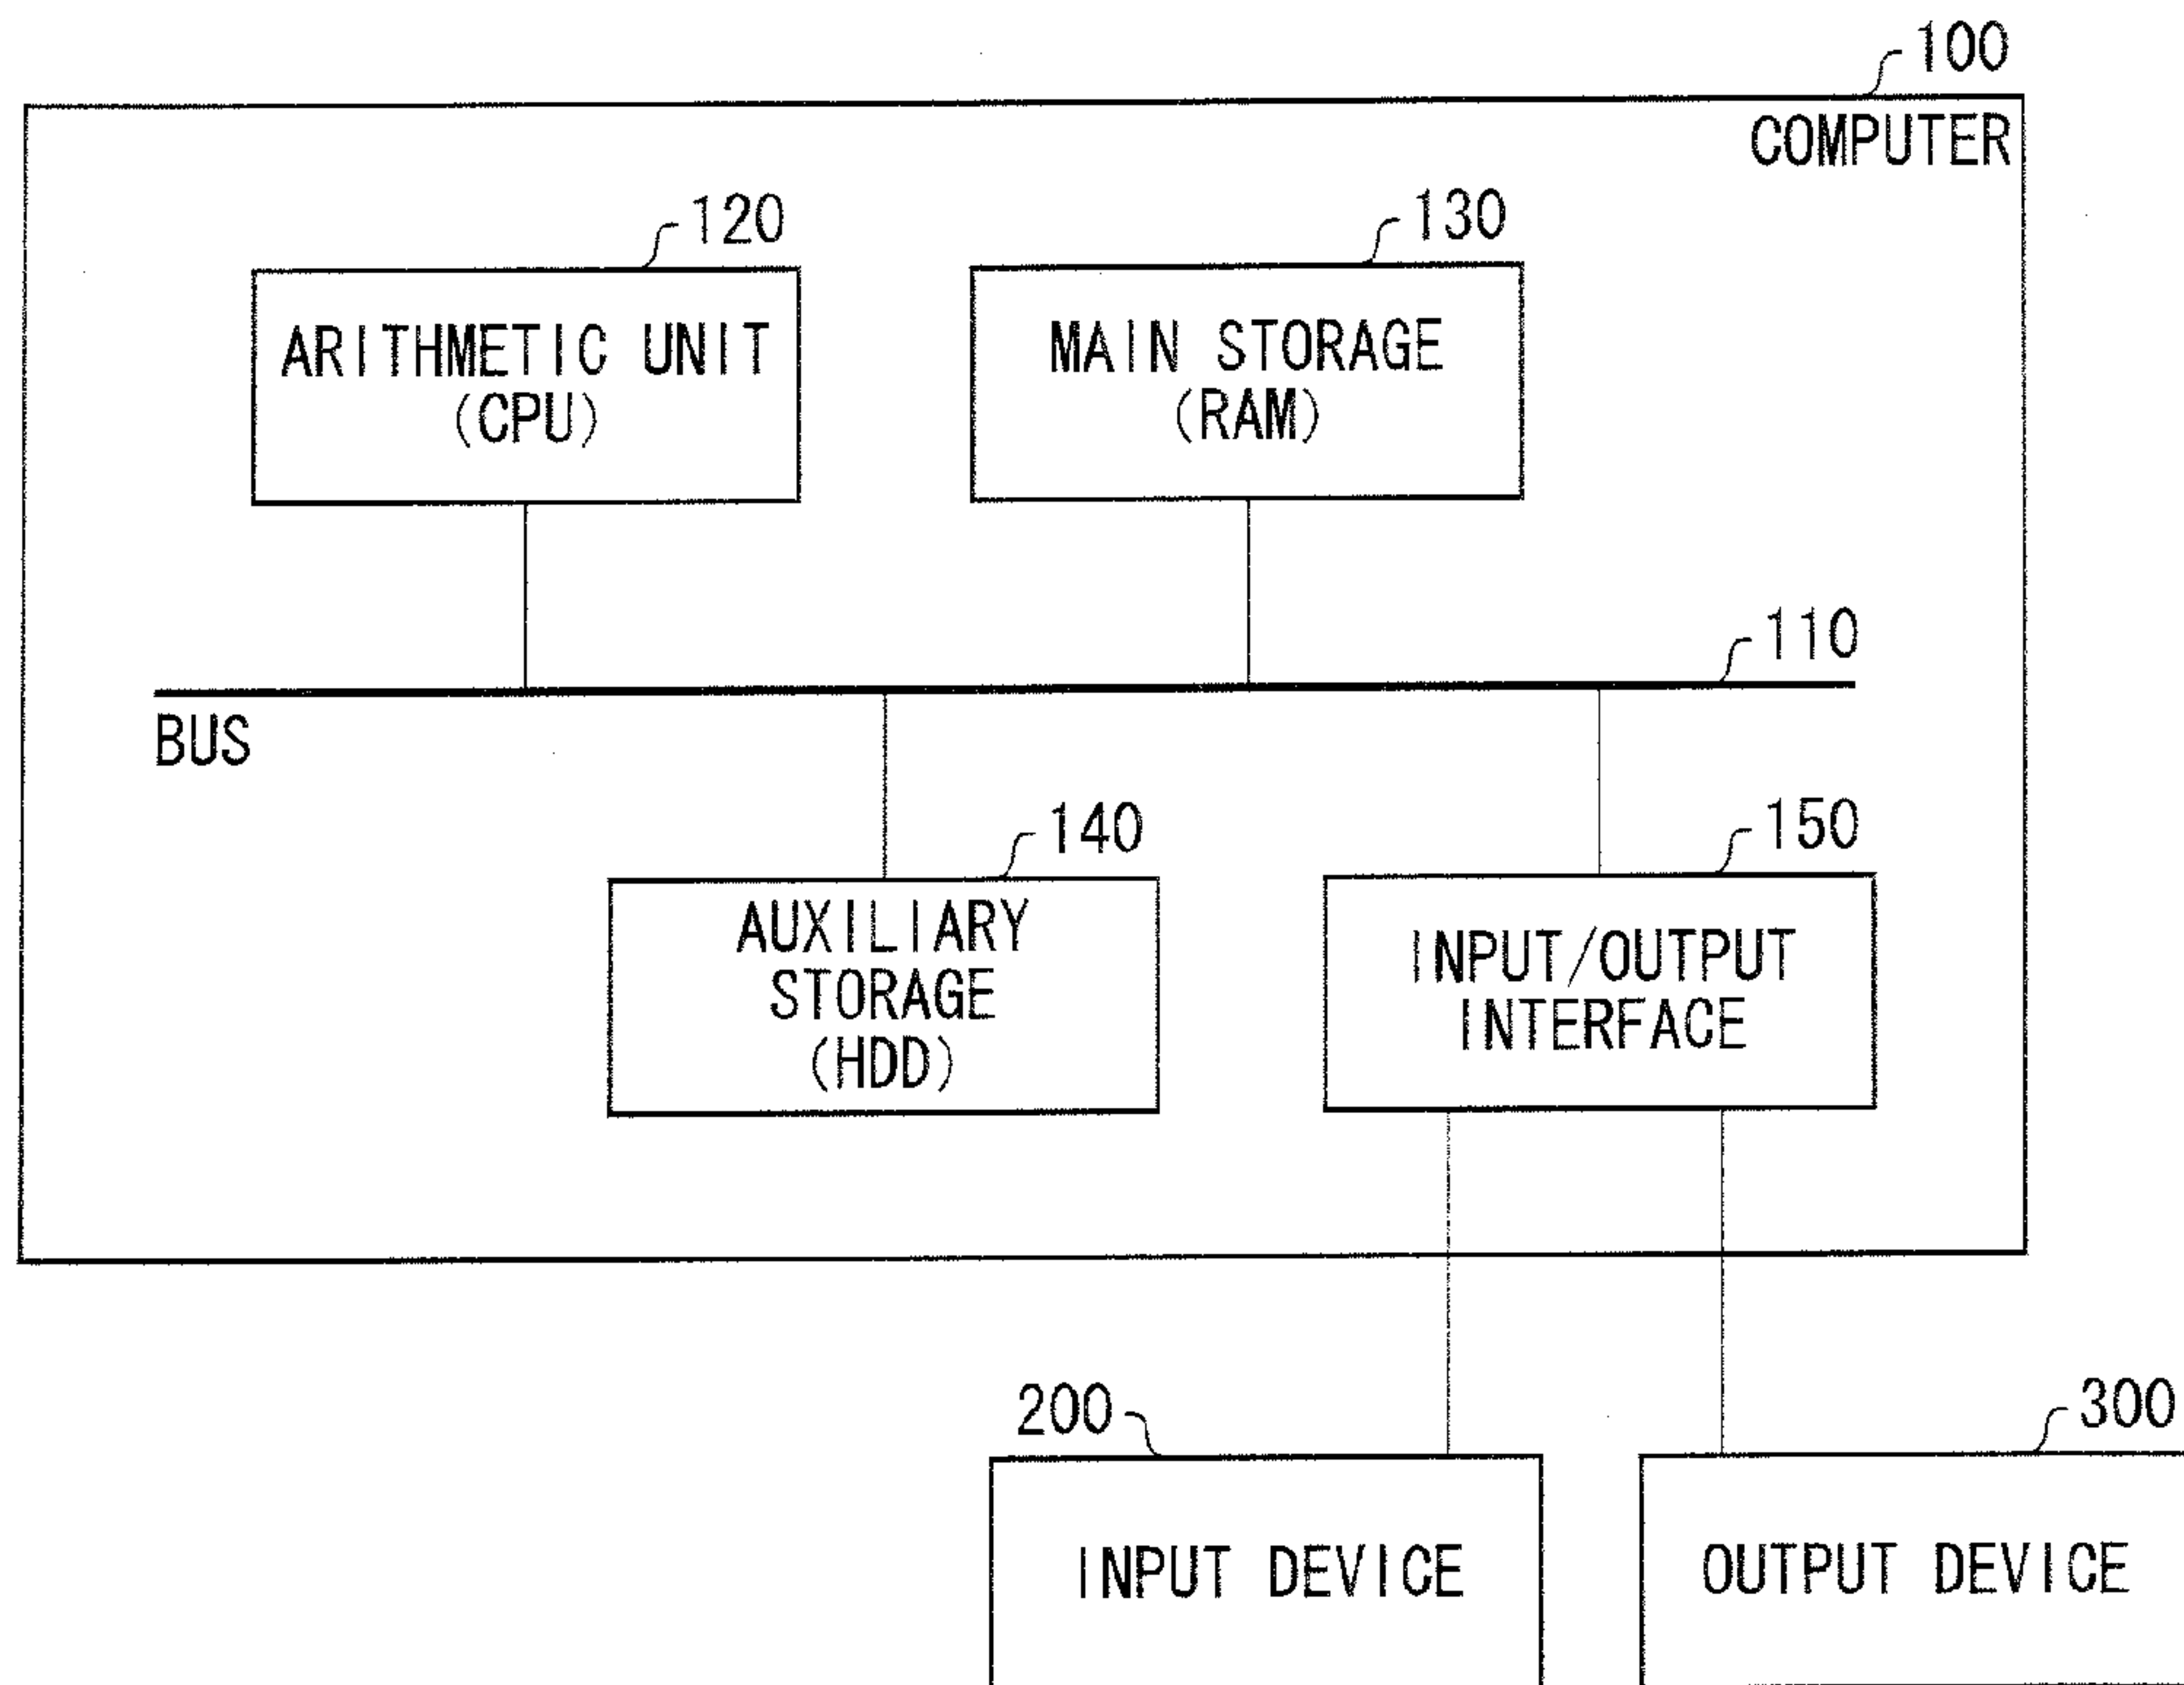 100
COMPUTER
120
130
ARITHMETIC UNIT
(CPU)
MAIN STORAGE
(RAM)
110
BUS
140
150
AUXILIARY
STORAGE
(HDD)
INPUT/OUTPUT
INTERFACE
200
300
INPUT DEVICE
OUTPUT DEVICE